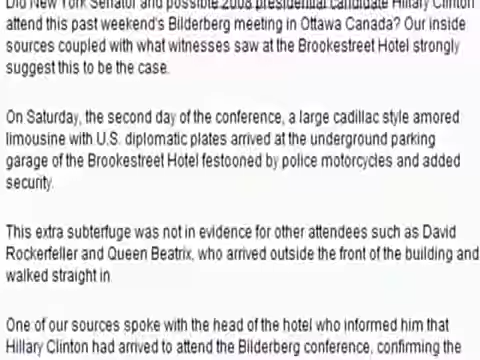 Did New York Senator and possible 2008 presidential candidate Hillary Clinton
attend this past weekend's Bilderberg meeting in Ottawa Canada? Our inside
sources coupled with what witnesses saw at the Brookestreet Hotel strongly
suggest this to be the case.
On Saturday, the second day of the conference, a large cadillac style amored
limousine with U.S. diplomatic plates arrived at the underground parking
garage of the Brookestreet Hotel festooned by police motorcycles and added
security.
This extra subterfuge was not in evidence for other attendees such as David
Rockerfeller and Queen Beatrix, who arrived outside the front of the building and
walked straight in.
One of our sources spoke with the head of the hotel who informed him that
Hillary Clinton had arrived to attend the Bilderberg conference, confirming the